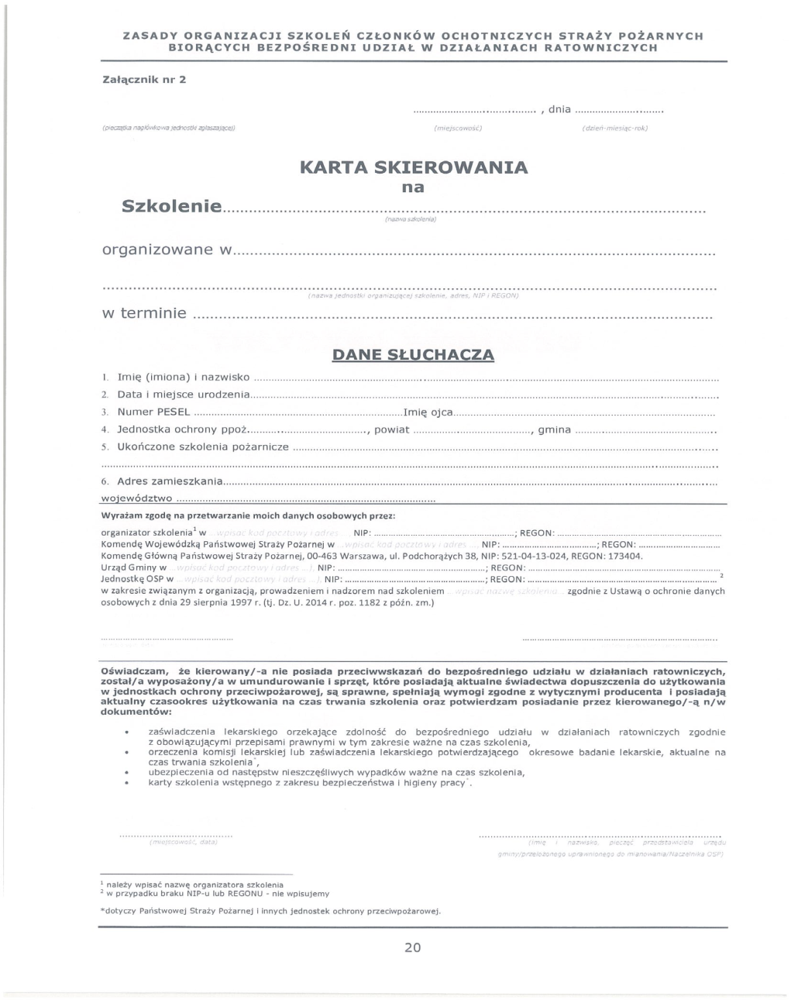 ZASADY ORGANIZACJI SZKOLEŃ CZŁONKÓW OCHOTNICZYCH STRAŻY POŻARNYCH
BIORĄCYCH BEZPOŚREDNI UDZIAŁ W DZIAŁANIACH RATOWNICZYCH
Załącznik nr 2
........................................ , dnia .............................
(pieczątka nagłówkowa jednostki zgłaszającej) (miejscowość) (dzień-miesiąc-rok)
KARTA SKIEROWANIA
na
Szkolenie................................................................................
(nazwa szkolenia)
organizowane w................................................................................
................................................................................
(nazwa jednostki organizującej szkolenie, adres, NIP i REGON)
w terminie ................................................................................
DANE SŁUCHACZA
1. Imię (imiona) i nazwisko ................................................................................
2. Data i miejsce urodzenia................................................................................
3. Numer PESEL ........................................Imię ojca........................................
4. Jednostka ochrony ppoż..............................., powiat ..............................., gmina ...............................
5. Ukończone szkolenia pożarnicze ................................................................................
................................................................................
6. Adres zamieszkania................................................................................
województwo ................................................................................
Wyrażam zgodę na przetwarzanie moich danych osobowych przez:
organizator szkolenia¹ w ...wpisać kod pocztowy i adres ..., NIP: ........................................; REGON: ........................................
Komendę Wojewódzką Państwowej Straży Pożarnej w ...wpisać kod pocztowy i adres ..., NIP: ..............................; REGON: ..............................
Komendę Główną Państwowej Straży Pożarnej, 00-463 Warszawa, ul. Podchorążych 38, NIP: 521-04-13-024, REGON: 173404.
Urząd Gminy w ...wpisać kod pocztowy i adres ...), NIP: ........................................; REGON: ........................................
Jednostkę OSP w ...wpisać kod pocztowy i adres ...), NIP: ........................................; REGON: ........................................ ²
w zakresie związanym z organizacją, prowadzeniem i nadzorem nad szkoleniem ... wpisać nazwę szkolenia ... zgodnie z Ustawą o ochronie danych
osobowych z dnia 29 sierpnia 1997 r. (tj. Dz. U. 2014 r. poz. 1182 z późn. zm.)
........................................ ........................................
Oświadczam, że kierowany/-a nie posiada przeciwwskazań do bezpośredniego udziału w działaniach ratowniczych,
został/a wyposażony/a w umundurowanie i sprzęt, które posiadają aktualne świadectwa dopuszczenia do użytkowania
w jednostkach ochrony przeciwpożarowej, są sprawne, spełniają wymogi zgodne z wytycznymi producenta i posiadają
aktualny czasookres użytkowania na czas trwania szkolenia oraz potwierdzam posiadanie przez kierowanego/-ą n/w
dokumentów:
• zaświadczenia lekarskiego orzekające zdolność do bezpośredniego udziału w działaniach ratowniczych zgodnie
z obowiązującymi przepisami prawnymi w tym zakresie ważne na czas szkolenia,
• orzeczenia komisji lekarskiej lub zaświadczenia lekarskiego potwierdzającego okresowe badanie lekarskie, aktualne na
czas trwania szkolenia*,
• ubezpieczenia od następstw nieszczęśliwych wypadków ważne na czas szkolenia,
• karty szkolenia wstępnego z zakresu bezpieczeństwa i higieny pracy*.
........................................ ........................................
(miejscowość, data) (imię i nazwisko, pieczęć przedstawiciela urzędu
gminy/przełożonego uprawnionego do mianowania/Naczelnika OSP)
¹ należy wpisać nazwę organizatora szkolenia
² w przypadku braku NIP-u lub REGONU - nie wpisujemy
*dotyczy Państwowej Straży Pożarnej i innych jednostek ochrony przeciwpożarowej.
20